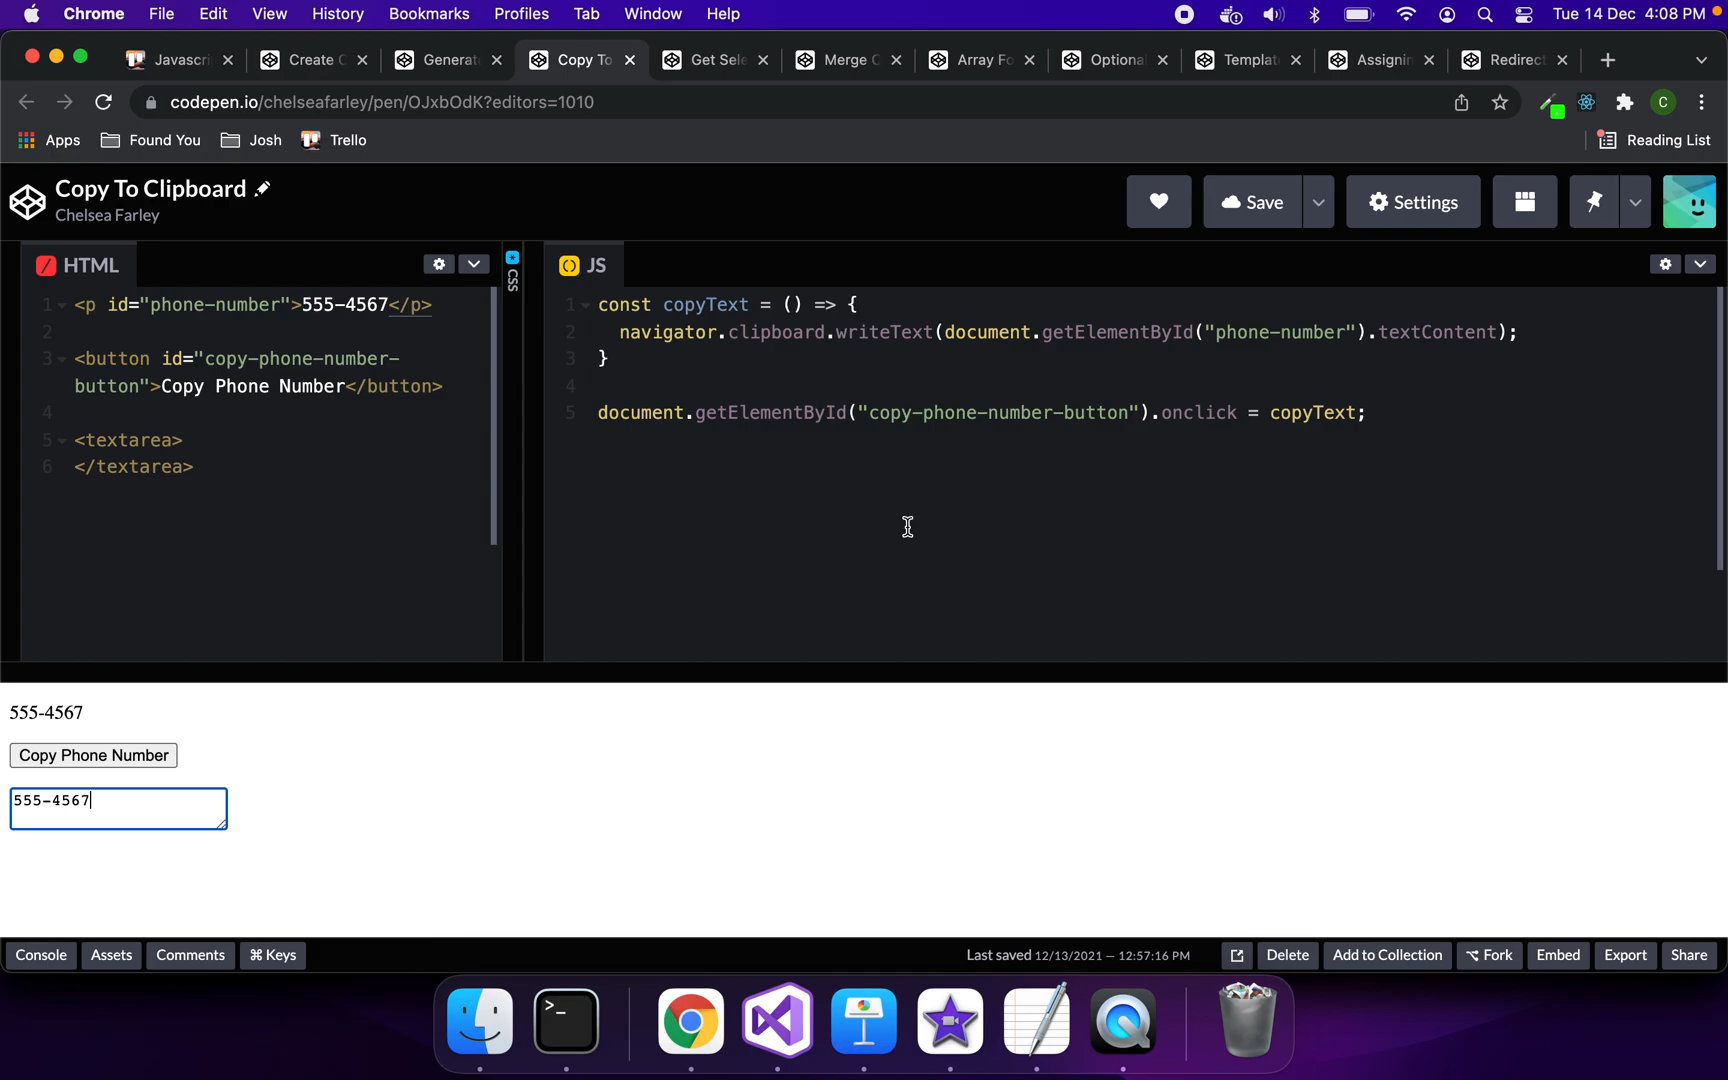 Chrome File Edit View History Bookmarks Profiles Tab Window Help Tue 14 Dec 4:08 PM
Javascri Create C Generat Copy To Get Sele Merge C Array Fo Optiona Templat Assignin Redirect
codepen.io/chelseafarley/pen/OJxbOdK?editors=1010 C
Apps Found You Josh Trello Reading List
Copy To Clipboard
Chelsea Farley
Save Settings
HTML CSS JS
1 <p id="phone-number">555-4567</p>
2
3 <button id="copy-phone-number-
button">Copy Phone Number</button>
4
5 <textarea>
6 </textarea>
1 const copyText = () => {
2 navigator.clipboard.writeText(document.getElementById("phone-number").textContent);
3 }
4
5 document.getElementById("copy-phone-number-button").onclick = copyText;
555-4567
Copy Phone Number
555-4567
Console Assets Comments ⌘ Keys Last saved 12/13/2021 — 12:57:16 PM Delete Add to Collection Fork Embed Export Share